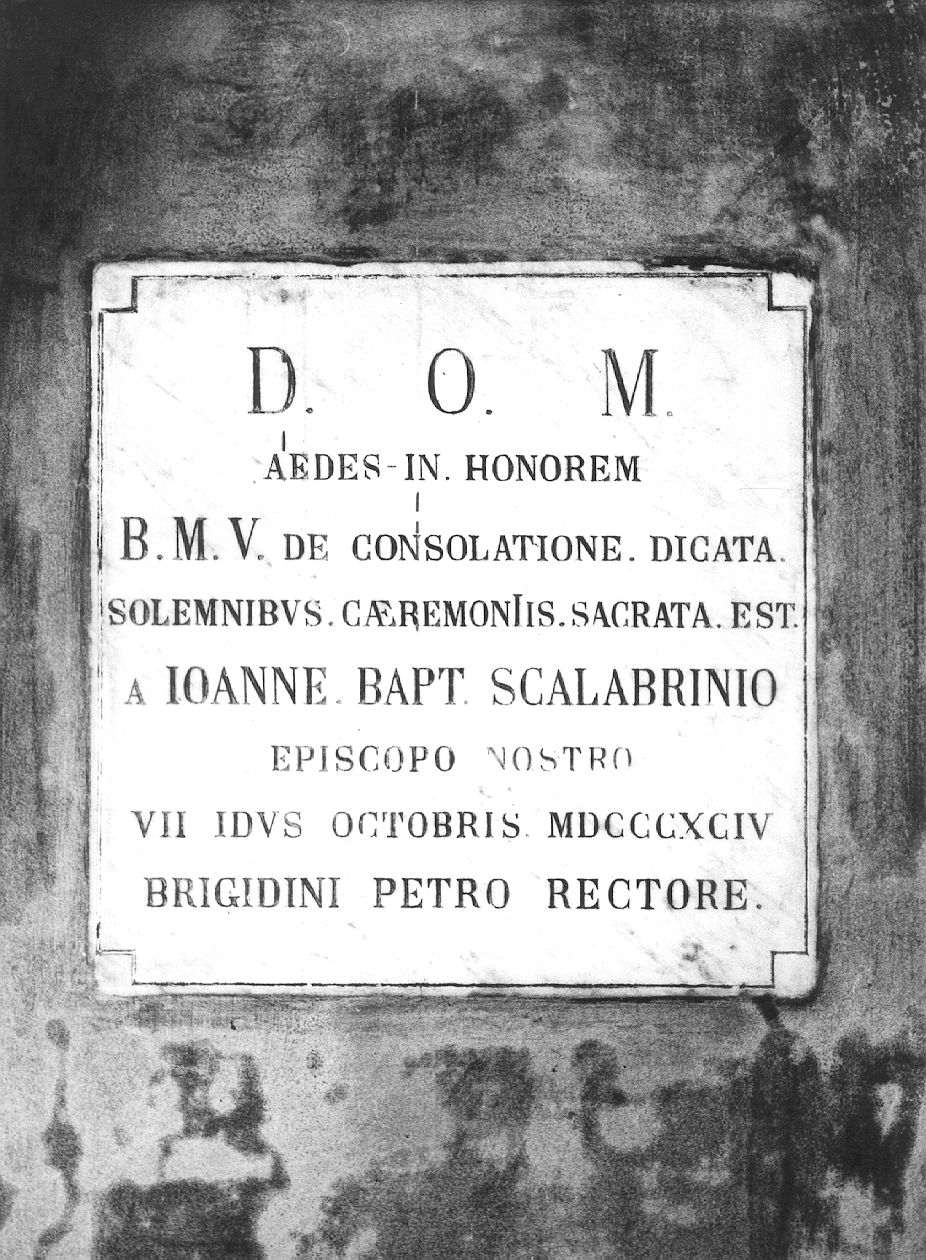 D. O. M.
AEDES-IN. HONOREM
B.M.V. DE CONSOLATIONE. DICATA.
SOLEMNIBVS. CÆREMONIIS. SACRATA. EST.
A IOANNE. BAPT. SCALABRINIO
EPISCOPO NOSTRO
VII IDVS OCTOBRIS. MDCCCXCIV
BRIGIDINI PETRO RECTORE.